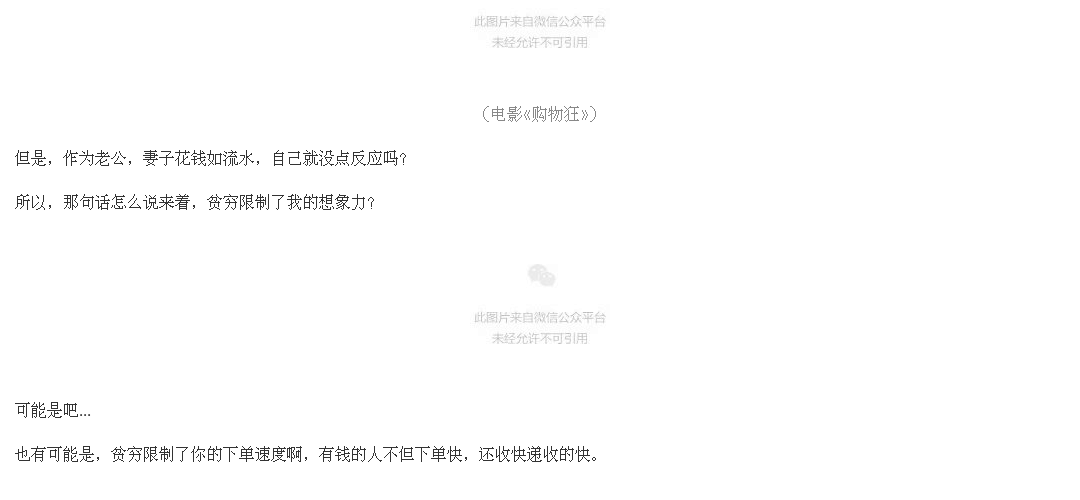 此图片来自微信公众平台
未经允许不可引用
(电影《购物狂》)
但是，作为老公，妻子花钱如流水，自己就没点反应吗？
所以，那句话怎么说来着，贫穷限制了我的想象力？
此图片来自微信公众平台
未经允许不可引用
可能是吧...
也有可能是，贫穷限制了你的下单速度啊，有钱的人不但下单快，还收快递收的快。